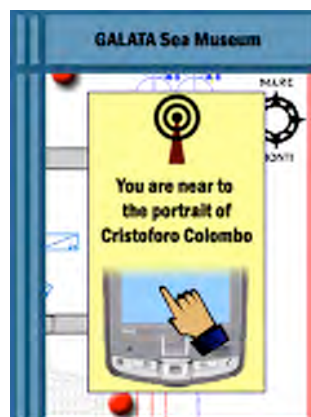 GALATA Sea Museum
MARE
You are near to
the portrait of
Cristoforo Colombo